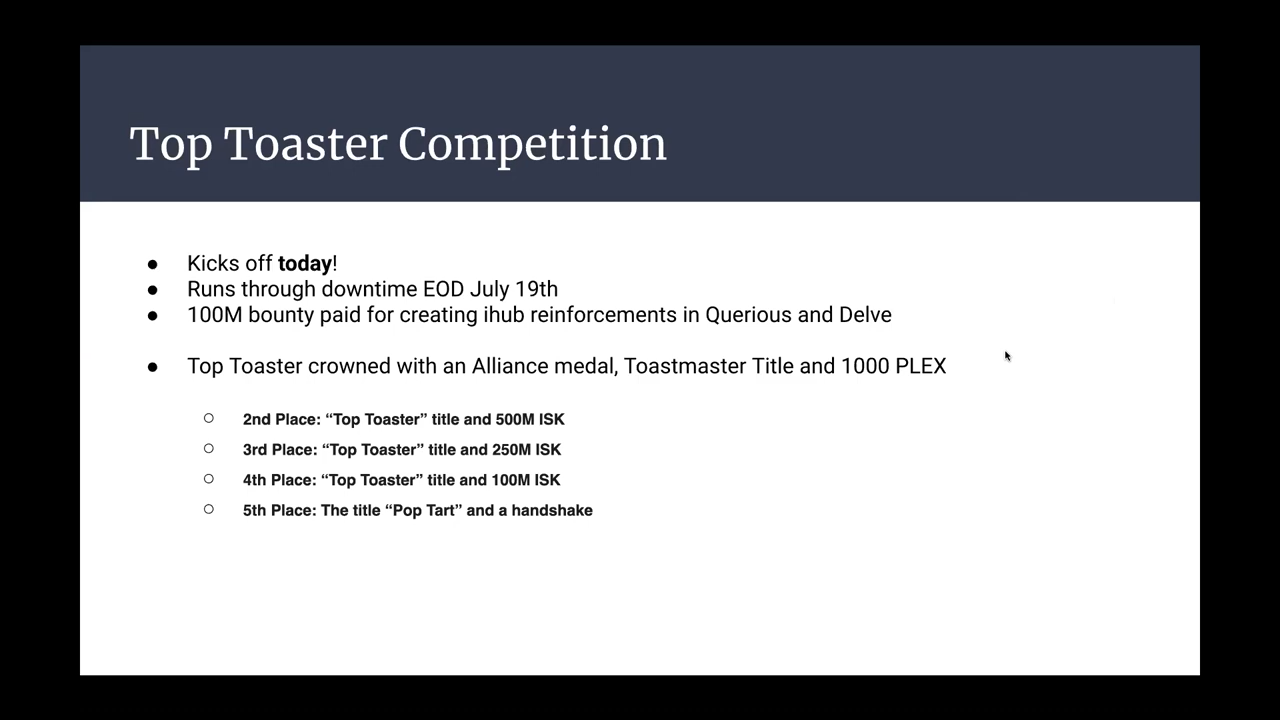 Top Toaster Competition
● Kicks off today!
● Runs through downtime EOD July 19th
● 100M bounty paid for creating ihub reinforcements in Querious and Delve
● Top Toaster crowned with an Alliance medal, Toastmaster Title and 1000 PLEX
○ 2nd Place: “Top Toaster” title and 500M ISK
○ 3rd Place: “Top Toaster” title and 250M ISK
○ 4th Place: “Top Toaster” title and 100M ISK
○ 5th Place: The title “Pop Tart” and a handshake